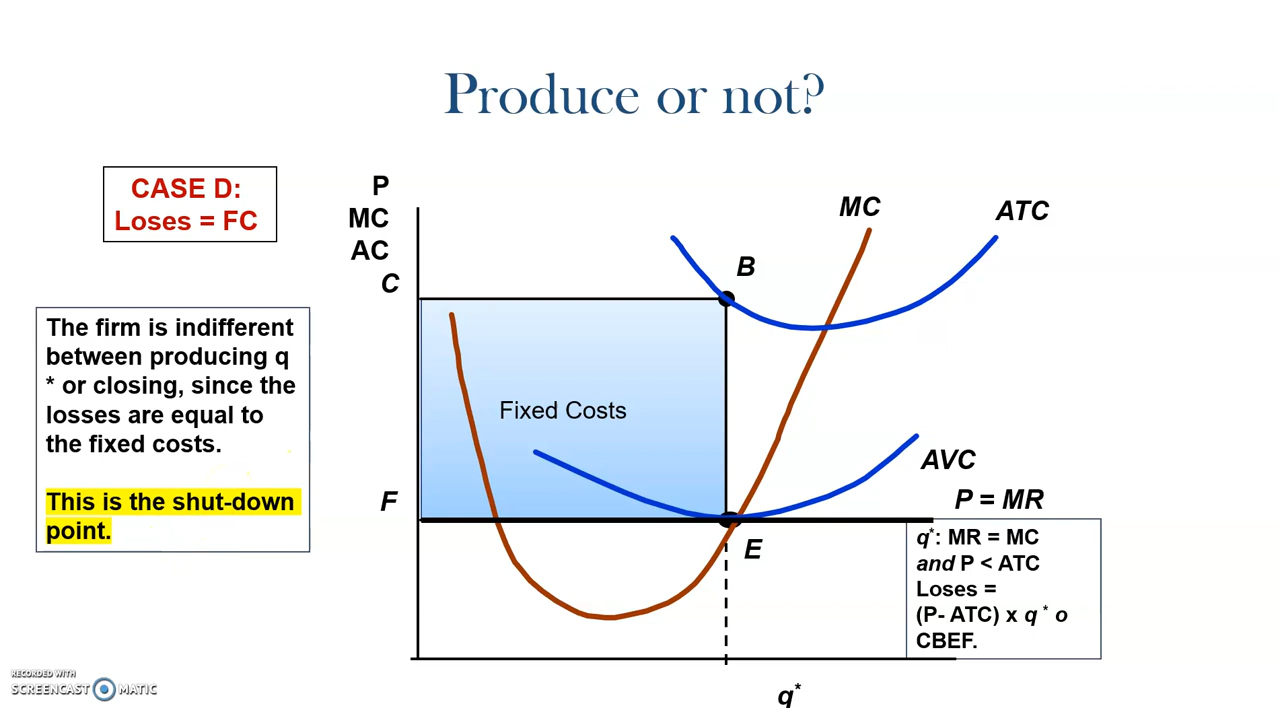 Produce or not?
CASE D:
Loses = FC
The firm is indifferent
between producing q
* or closing, since the
losses are equal to
the fixed costs.
This is the shut-down
point.
P
MC
AC
C
F
MC
ATC
B
Fixed Costs
AVC
P = MR
E
q*: MR = MC
and P < ATC
Loses =
(P- ATC) x q * o
CBEF.
q*
RECORDED WITH
SCREENCAST MATIC